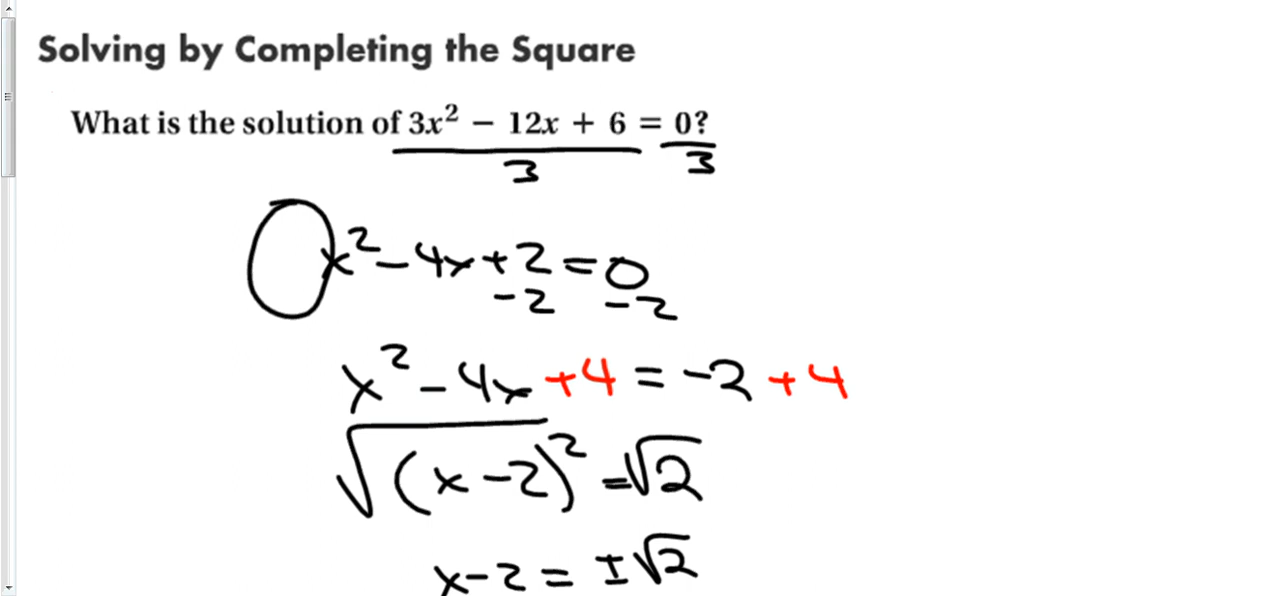 Solving by Completing the Square
What is the solution of 3x² − 12x + 6 = 0?
3 3
x² − 4x + 2 = 0
−2 −2
x² − 4x + 4 = −2 + 4
√(x − 2)² = √2
x − 2 = ±√2